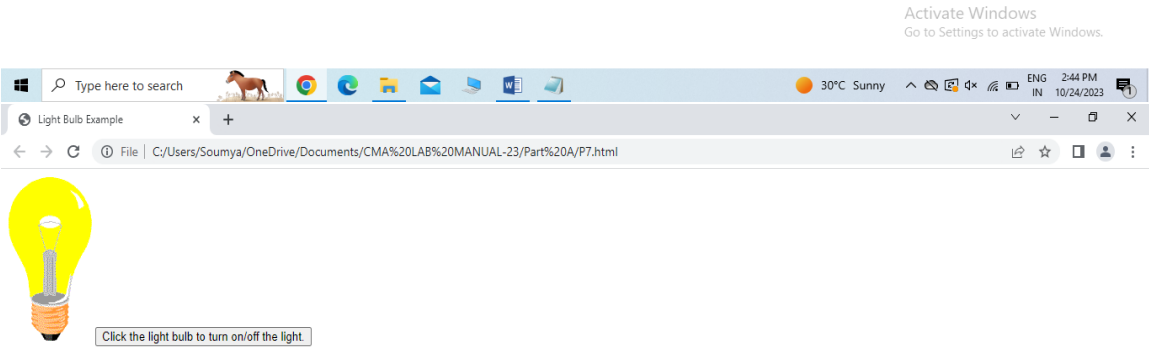 Activate Windows
Go to Settings to activate Windows.
Type here to search
30°C Sunny
ENG
IN
2:44 PM
10/24/2023
1
Light Bulb Example
File | C:/Users/Soumya/OneDrive/Documents/CMA%20LAB%20MANUAL-23/Part%20A/P7.html
Click the light bulb to turn on/off the light.